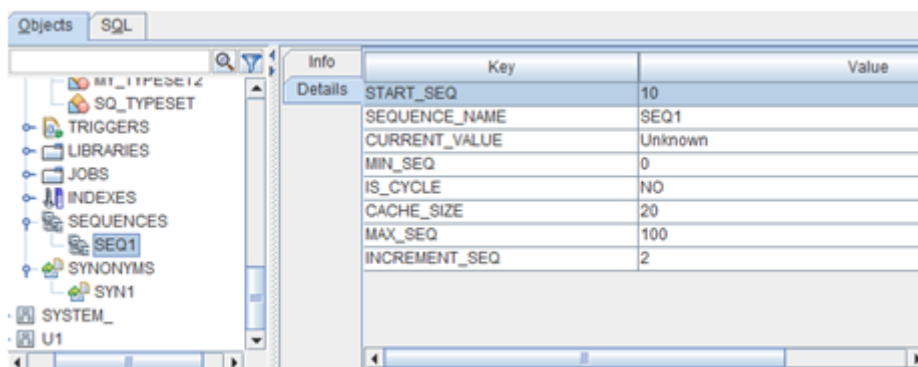 Objects SQL
MY_TYPESET2
SQ_TYPESET
TRIGGERS
LIBRARIES
JOBS
INDEXES
SEQUENCES
SEQ1
SYNONYMS
SYN1
SYSTEM_
U1
Info
Details
Key Value
START_SEQ 10
SEQUENCE_NAME SEQ1
CURRENT_VALUE Unknown
MIN_SEQ 0
IS_CYCLE NO
CACHE_SIZE 20
MAX_SEQ 100
INCREMENT_SEQ 2